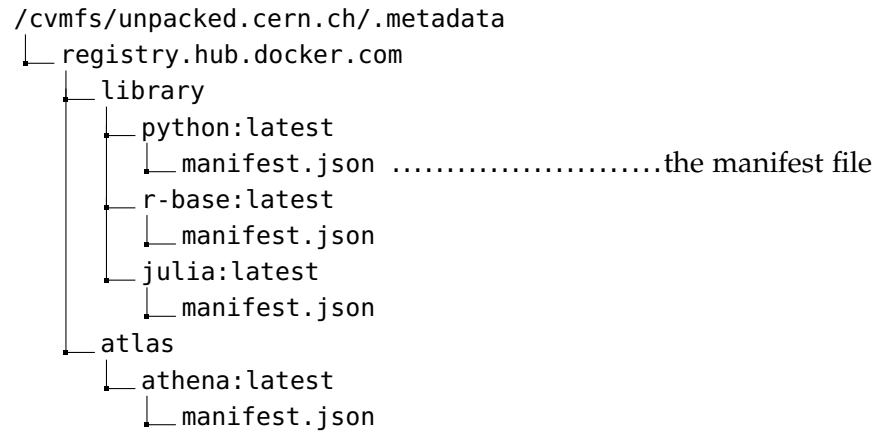 /cvmfs/unpacked.cern.ch/.metadata
registry.hub.docker.com
library
python:latest
manifest.json ........................the manifest file
r-base:latest
manifest.json
julia:latest
manifest.json
atlas
athena:latest
manifest.json